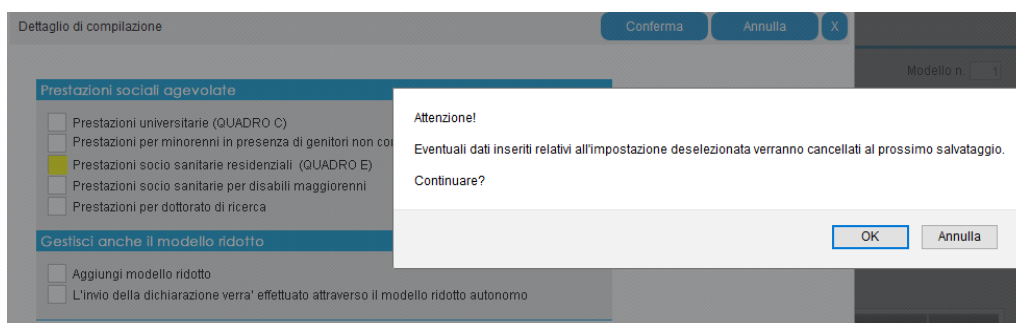 Dettaglio di compilazione
Conferma
Annulla
X
Modello n. 1
Prestazioni sociali agevolate
Prestazioni universitarie (QUADRO C)
Prestazioni per minorenni in presenza di genitori non
Prestazioni socio sanitarie residenziali (QUADRO E)
Prestazioni socio sanitarie per disabili maggiorenni
Prestazioni per dottorato di ricerca
Gestisci anche il modello ridotto
Aggiungi modello ridotto
L'invio della dichiarazione verra' effettuato attraverso il modello ridotto autonomo
Attenzione!
Eventuali dati inseriti relativi all'impostazione deselezionata verranno cancellati al prossimo salvataggio.
Continuare?
OK
Annulla